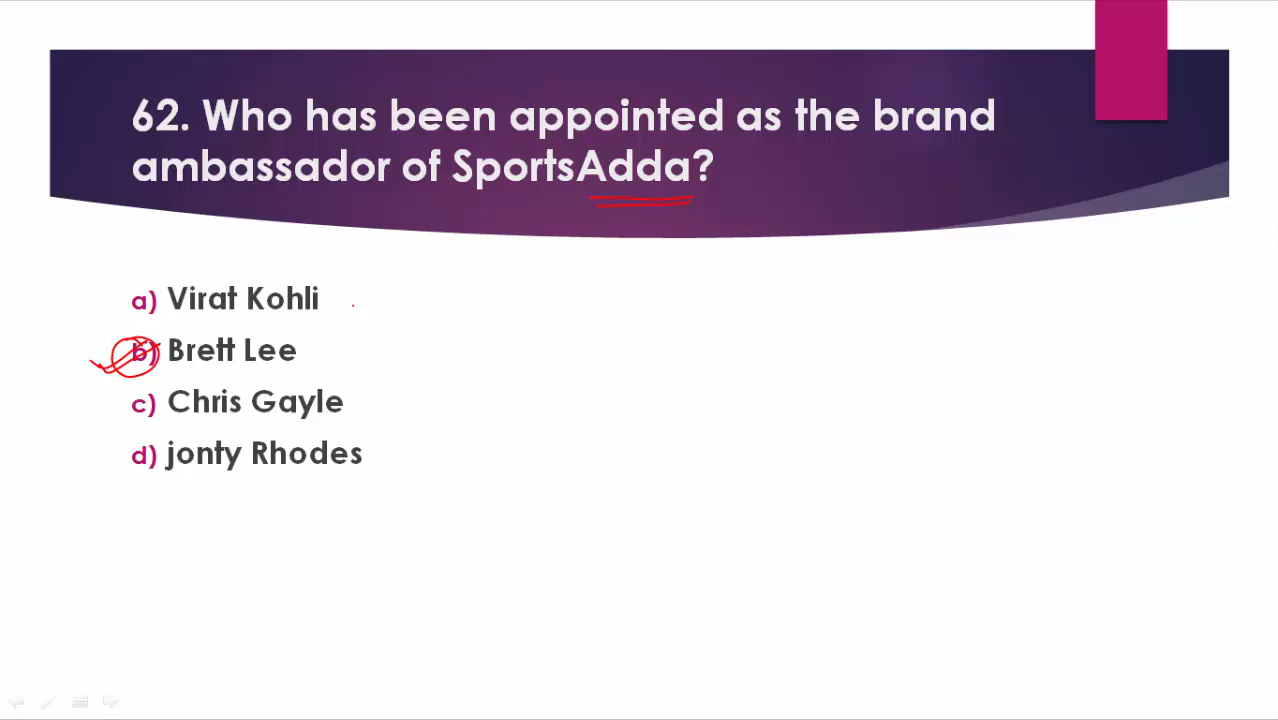 62. Who has been appointed as the brand
ambassador of SportsAdda?
a) Virat Kohli
b) Brett Lee
c) Chris Gayle
d) jonty Rhodes